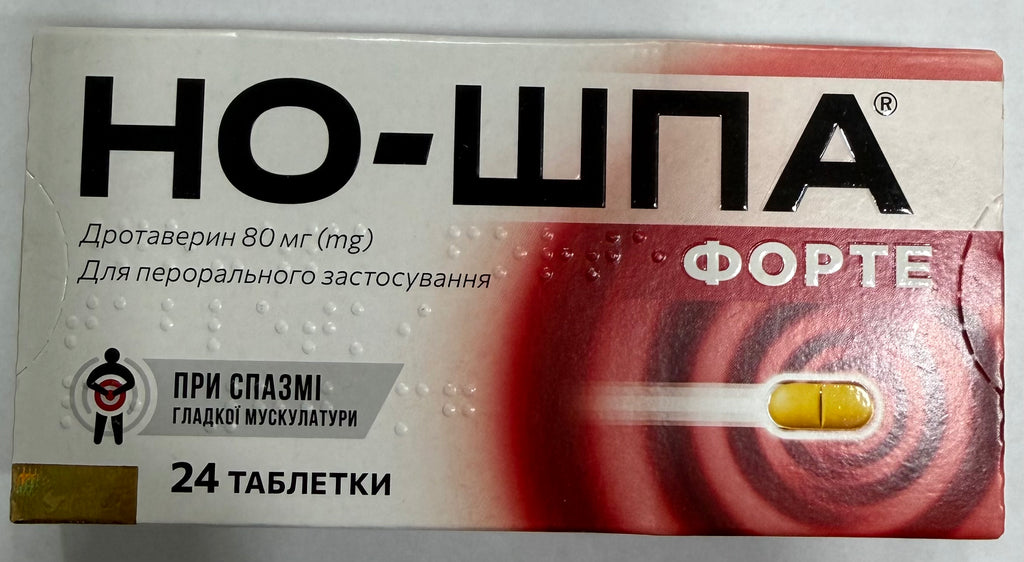 НО-ШПА®
Дротаверин 80 мг (mg)
Для перорального застосування
ФОРТЕ
ПРИ СПАЗМІ
ГЛАДКОЇ МУСКУЛАТУРИ
24 ТАБЛЕТКИ